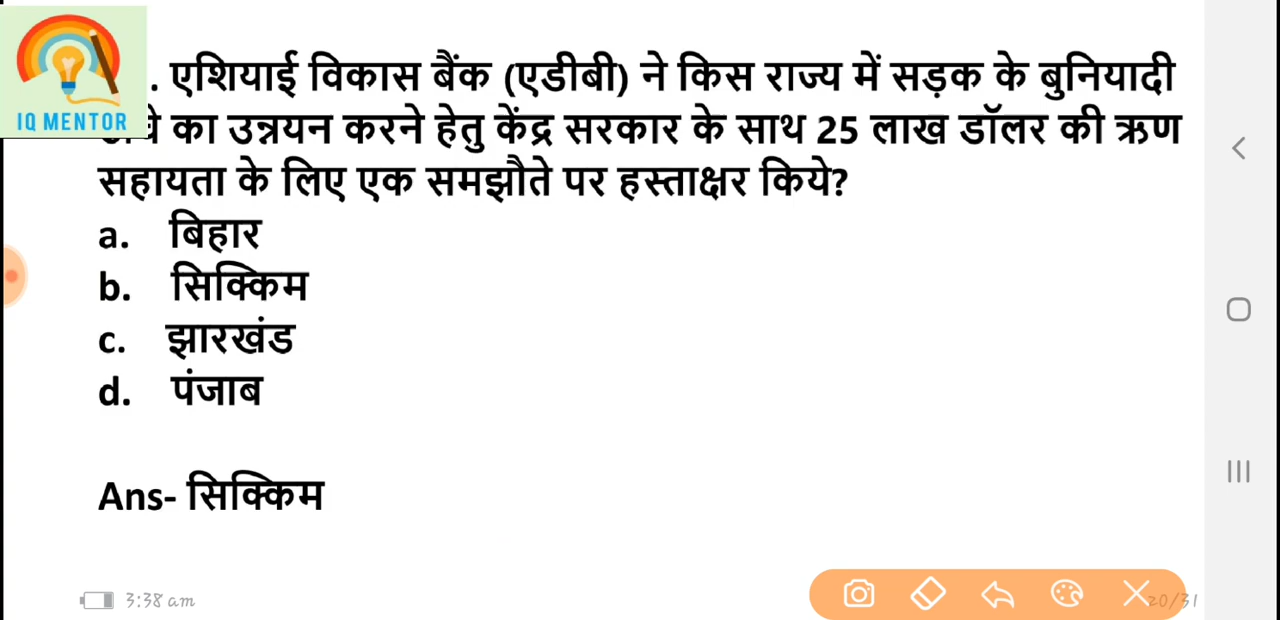 IQ MENTOR
. एशियाई विकास बैंक (एडीबी) ने किस राज्य में सड़क के बुनियादी
का उन्नयन करने हेतु केंद्र सरकार के साथ 25 लाख डॉलर की ऋण
सहायता के लिए एक समझौते पर हस्ताक्षर किये?
a. बिहार
b. सिक्किम
c. झारखंड
d. पंजाब
Ans- सिक्किम
3:38 am
20/31